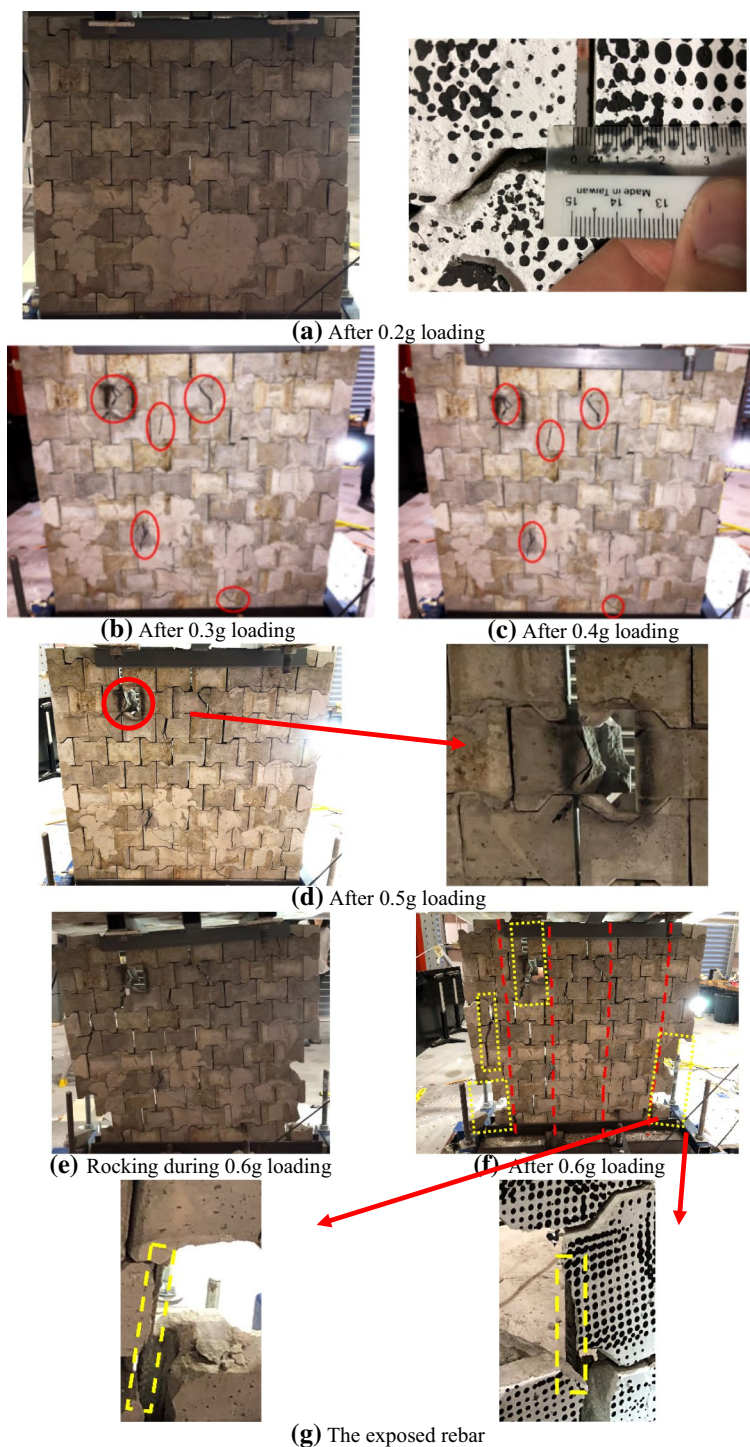 0 CM 1 2 3
Made in Taiwan
15 14 13
(a) After 0.2g loading
(b) After 0.3g loading
(c) After 0.4g loading
(d) After 0.5g loading
(e) Rocking during 0.6g loading
(f) After 0.6g loading
(g) The exposed rebar